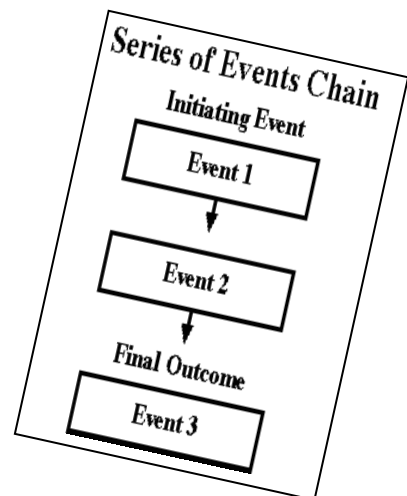 Series of Events Chain
Initiating Event
Event 1
Event 2
Final Outcome
Event 3